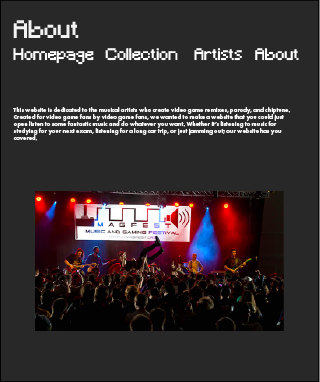 About
Homepage Collection Artists About
This website is dedicated to the musical artists who create video game remixes, parody, and chiptune.
Created for video game fans by video game fans, we wanted to make a website that you could just
open listen to some fantastic music and do whatever you want. Whether it's listening to music for
studying for your next exam, listening for a long car trip, or just jamming out; our website has you
covered.
MAGFEST
MUSIC AND GAMING FESTIVAL